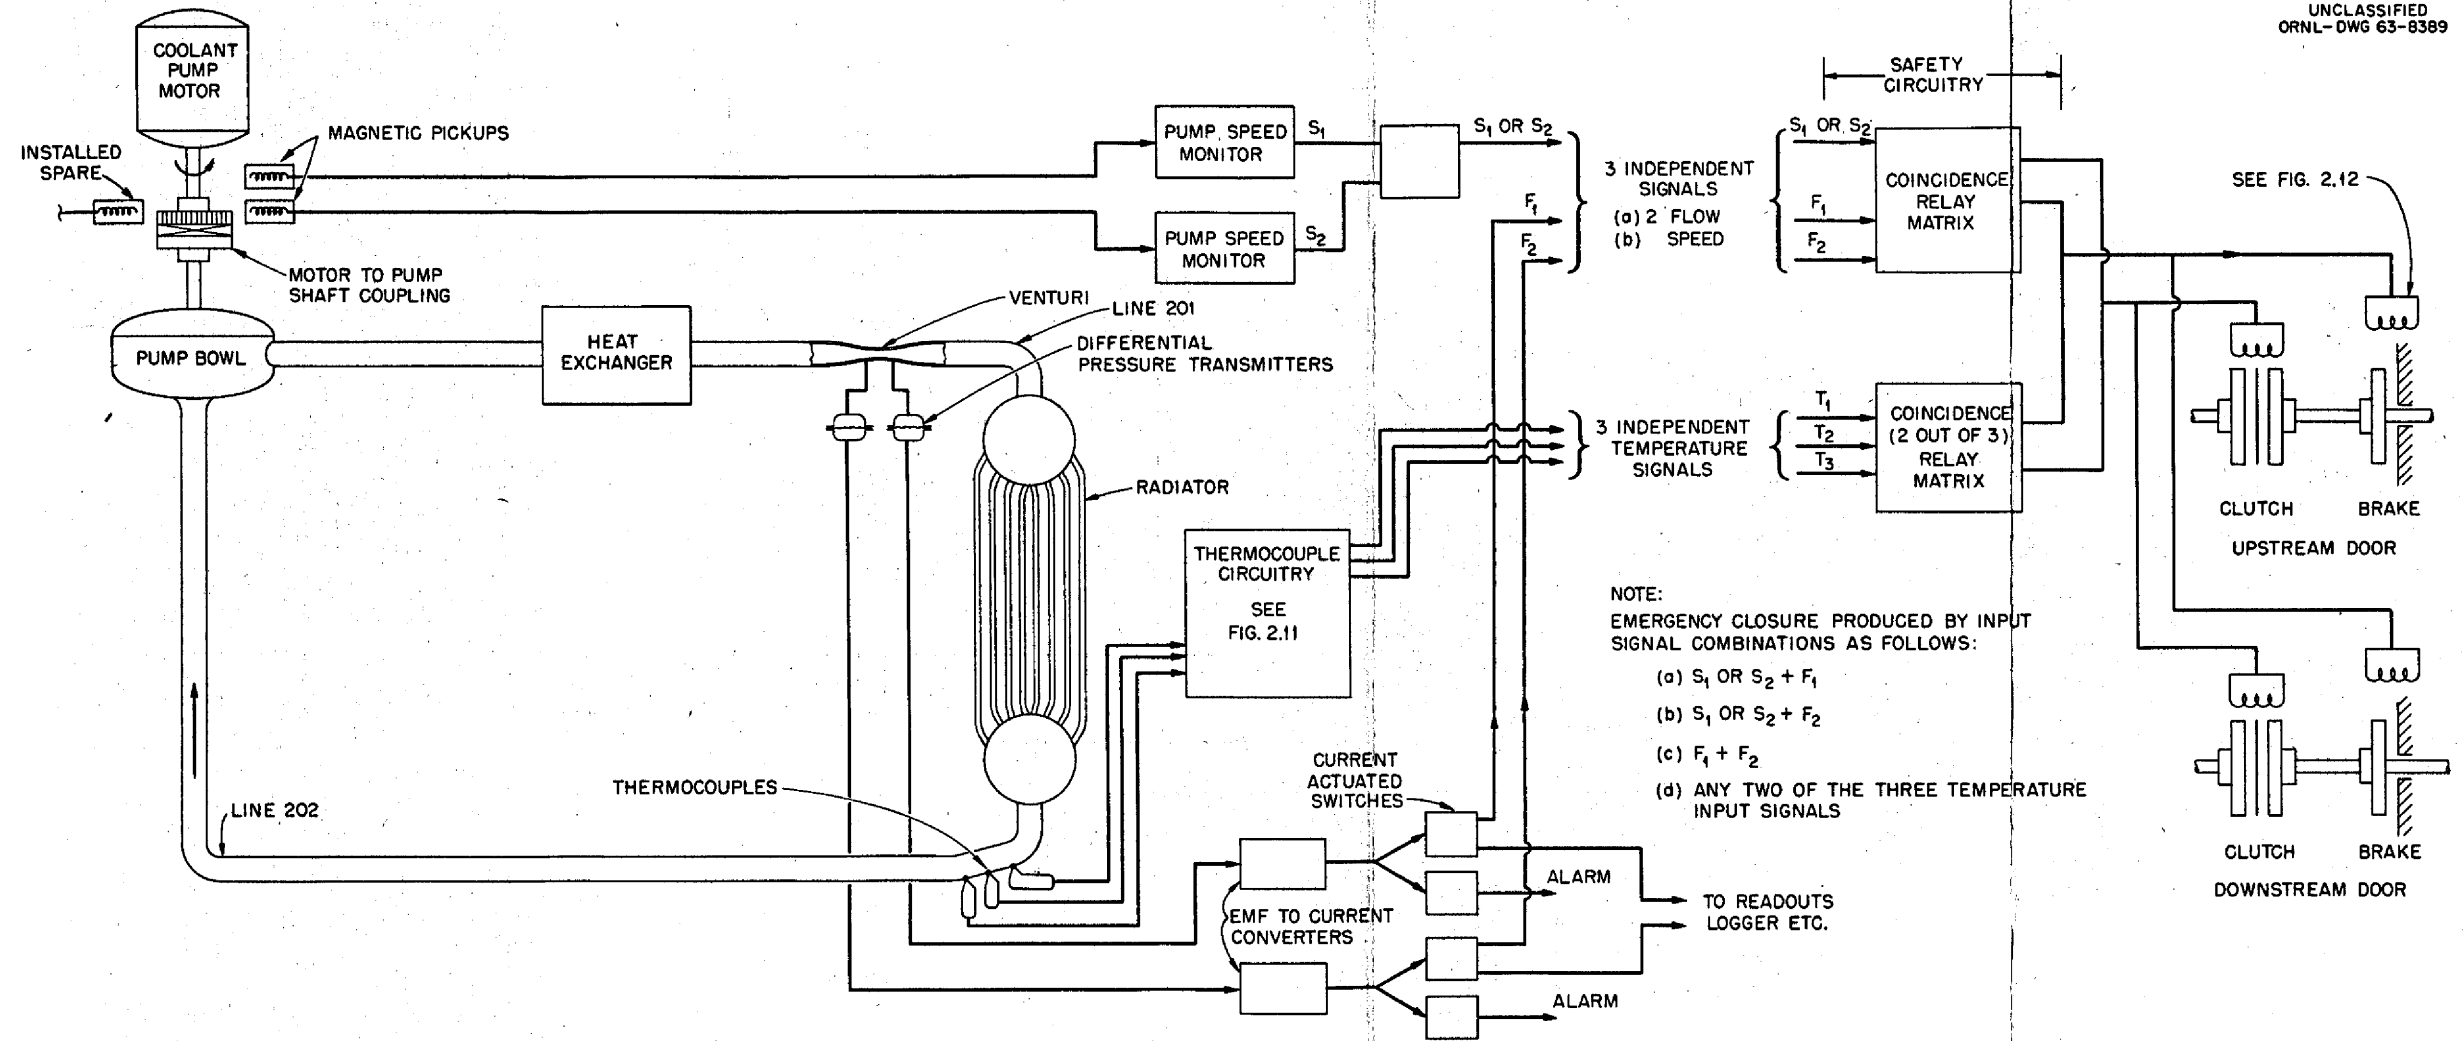 UNCLASSIFIED
ORNL-DWG 63-8389
COOLANT
PUMP
MOTOR
MAGNETIC PICKUPS
INSTALLED
SPARE
MOTOR TO PUMP
SHAFT COUPLING
PUMP BOWL
HEAT
EXCHANGER
VENTURI
LINE 201
DIFFERENTIAL
PRESSURE TRANSMITTERS
RADIATOR
THERMOCOUPLES
LINE 202
PUMP SPEED
MONITOR
S1
PUMP SPEED
MONITOR
S2
S1 OR S2
F1
F2
3 INDEPENDENT
SIGNALS
(a) 2 FLOW
(b) SPEED
SAFETY
CIRCUITRY
S1 OR S2
F1
F2
COINCIDENCE
RELAY
MATRIX
3 INDEPENDENT
TEMPERATURE
SIGNALS
T1
T2
T3
COINCIDENCE
(2 OUT OF 3)
RELAY
MATRIX
THERMOCOUPLE
CIRCUITRY
SEE
FIG. 2.11
CURRENT
ACTUATED
SWITCHES
EMF TO CURRENT
CONVERTERS
ALARM
ALARM
TO READOUTS
LOGGER ETC.
NOTE:
EMERGENCY CLOSURE PRODUCED BY INPUT
SIGNAL COMBINATIONS AS FOLLOWS:
(a) S1 OR S2 + F1
(b) S1 OR S2 + F2
(c) F1 + F2
(d) ANY TWO OF THE THREE TEMPERATURE
INPUT SIGNALS
SEE FIG. 2.12
CLUTCH
BRAKE
UPSTREAM DOOR
CLUTCH
BRAKE
DOWNSTREAM DOOR